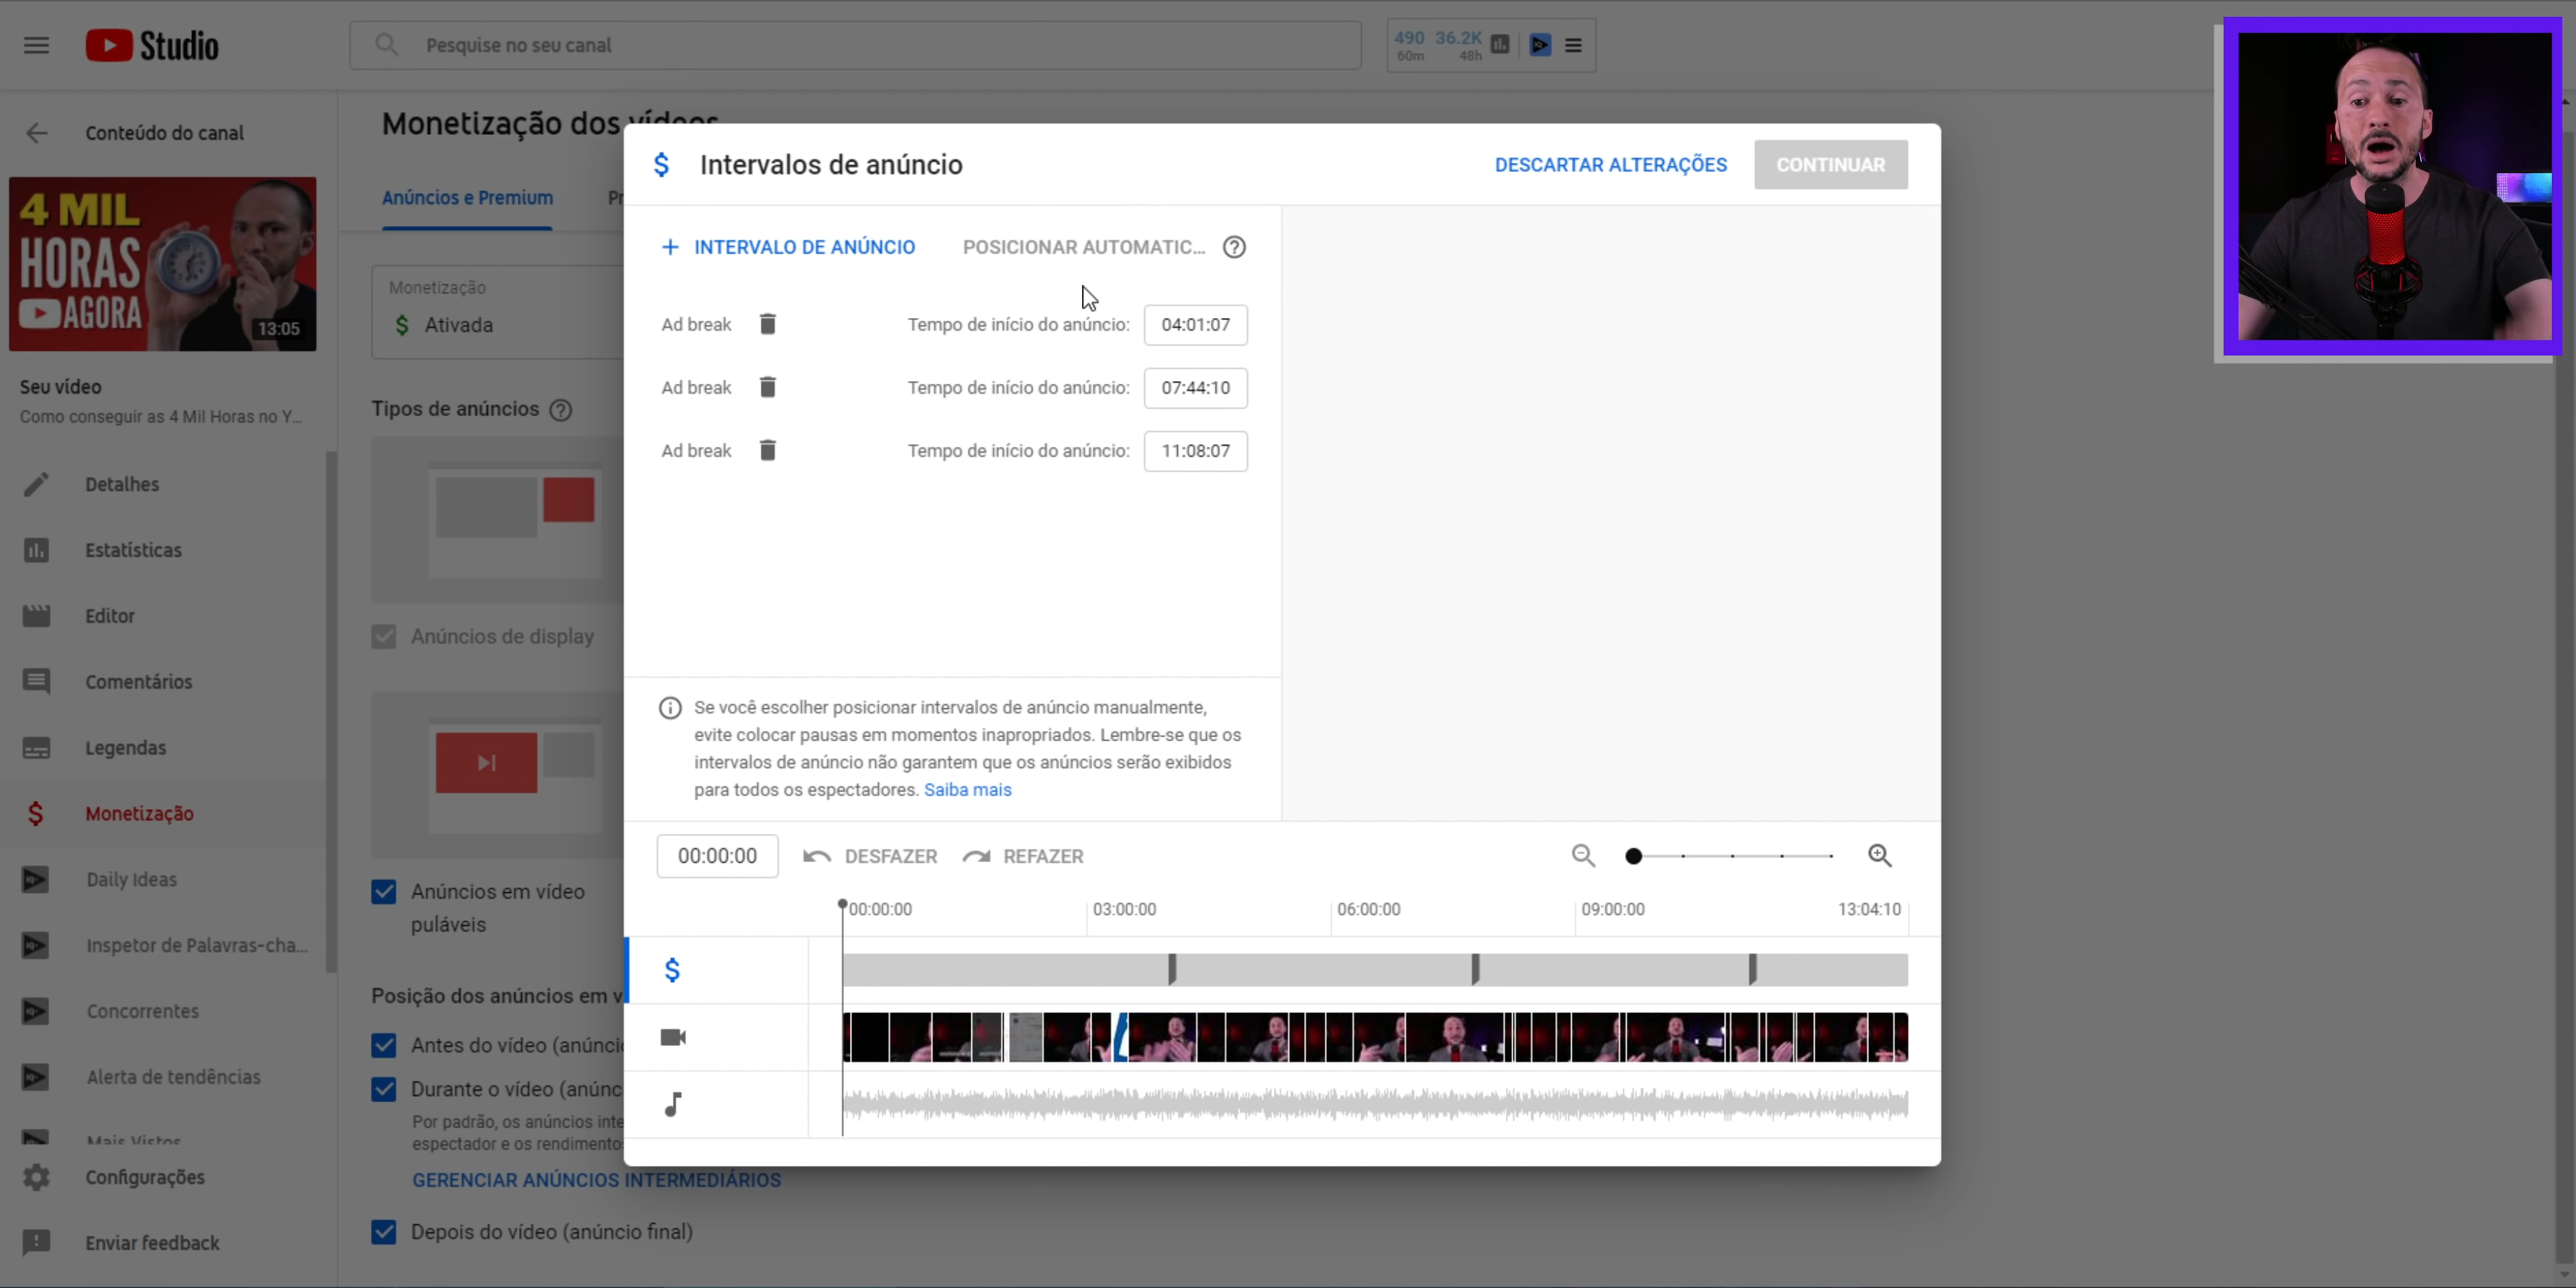 Studio
Pesquise no seu canal
490 36.2K
60m 48h
Conteúdo do canal
4 MIL
HORAS
AGORA
13:05
Seu vídeo
Como conseguir as 4 Mil Horas no Y...
Detalhes
Estatísticas
Editor
Comentários
Legendas
Monetização
Daily Ideas
Inspetor de Palavras-cha...
Concorrentes
Alerta de tendências
Mais Vistos
Configurações
Enviar feedback
Monetização dos vídeos
Anúncios e Premium
Pr
Monetização
$ Ativada
Tipos de anúncios
Anúncios de display
Anúncios em vídeo
puláveis
Posição dos anúncios em v
Antes do vídeo (anúnci
Durante o vídeo (anúnc
Por padrão, os anúncios inte
espectador e os rendimento
GERENCIAR ANÚNCIOS INTERMEDIÁRIOS
Depois do vídeo (anúncio final)
$ Intervalos de anúncio
DESCARTAR ALTERAÇÕES
CONTINUAR
+ INTERVALO DE ANÚNCIO
POSICIONAR AUTOMATIC...
Ad break Tempo de início do anúncio: 04:01:07
Ad break Tempo de início do anúncio: 07:44:10
Ad break Tempo de início do anúncio: 11:08:07
Se você escolher posicionar intervalos de anúncio manualmente,
evite colocar pausas em momentos inapropriados. Lembre-se que os
intervalos de anúncio não garantem que os anúncios serão exibidos
para todos os espectadores. Saiba mais
00:00:00 DESFAZER REFAZER
00:00:00 03:00:00 06:00:00 09:00:00 13:04:10
$